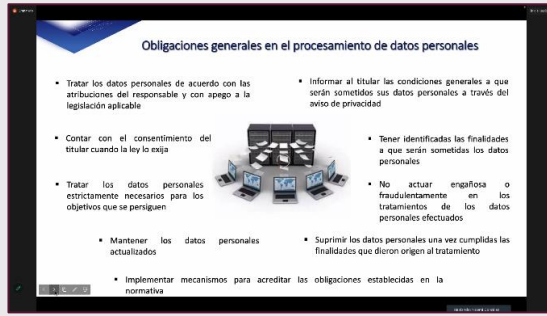 Obligaciones generales en el procesamiento de datos personales
▪ Tratar los datos personales de acuerdo con las
atribuciones del responsable y con apego a la
legislación aplicable
▪ Contar con el consentimiento del
titular cuando la ley lo exija
▪ Tratar los datos personales
estrictamente necesarios para los
objetivos que se persiguen
▪ Mantener los datos personales
actualizados
▪ Informar al titular las condiciones generales a que
serán sometidos sus datos personales a través del
aviso de privacidad
▪ Tener identificadas las finalidades
a que serán sometidas los datos
personales
▪ No actuar engañosa o
fraudulentamente en los
tratamientos de los datos
personales efectuados
▪ Suprimir los datos personales una vez cumplidas las
finalidades que dieron origen al tratamiento
▪ Implementar mecanismos para acreditar las obligaciones establecidas en la
normativa